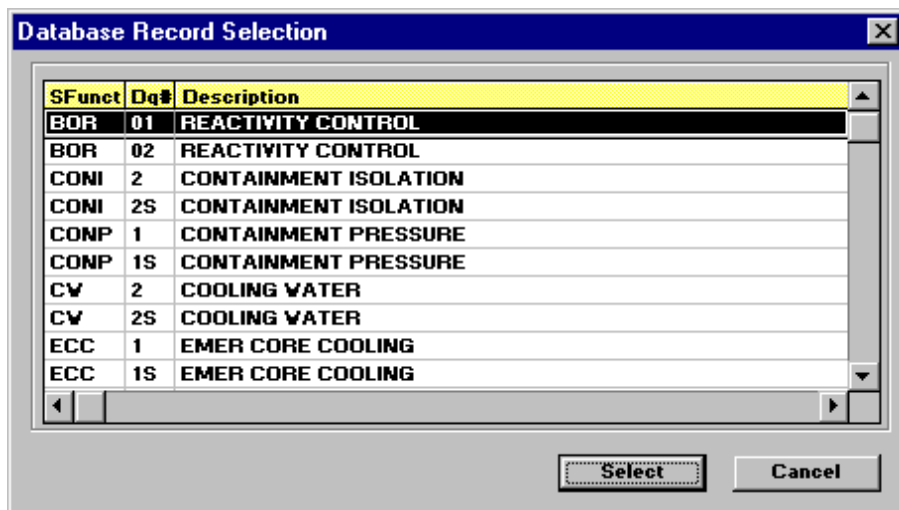 Database Record Selection
SFunct Dq# Description
BOR 01 REACTIVITY CONTROL
BOR 02 REACTIVITY CONTROL
CONI 2 CONTAINMENT ISOLATION
CONI 2S CONTAINMENT ISOLATION
CONP 1 CONTAINMENT PRESSURE
CONP 1S CONTAINMENT PRESSURE
CW 2 COOLING WATER
CW 2S COOLING WATER
ECC 1 EMER CORE COOLING
ECC 1S EMER CORE COOLING
Select Cancel